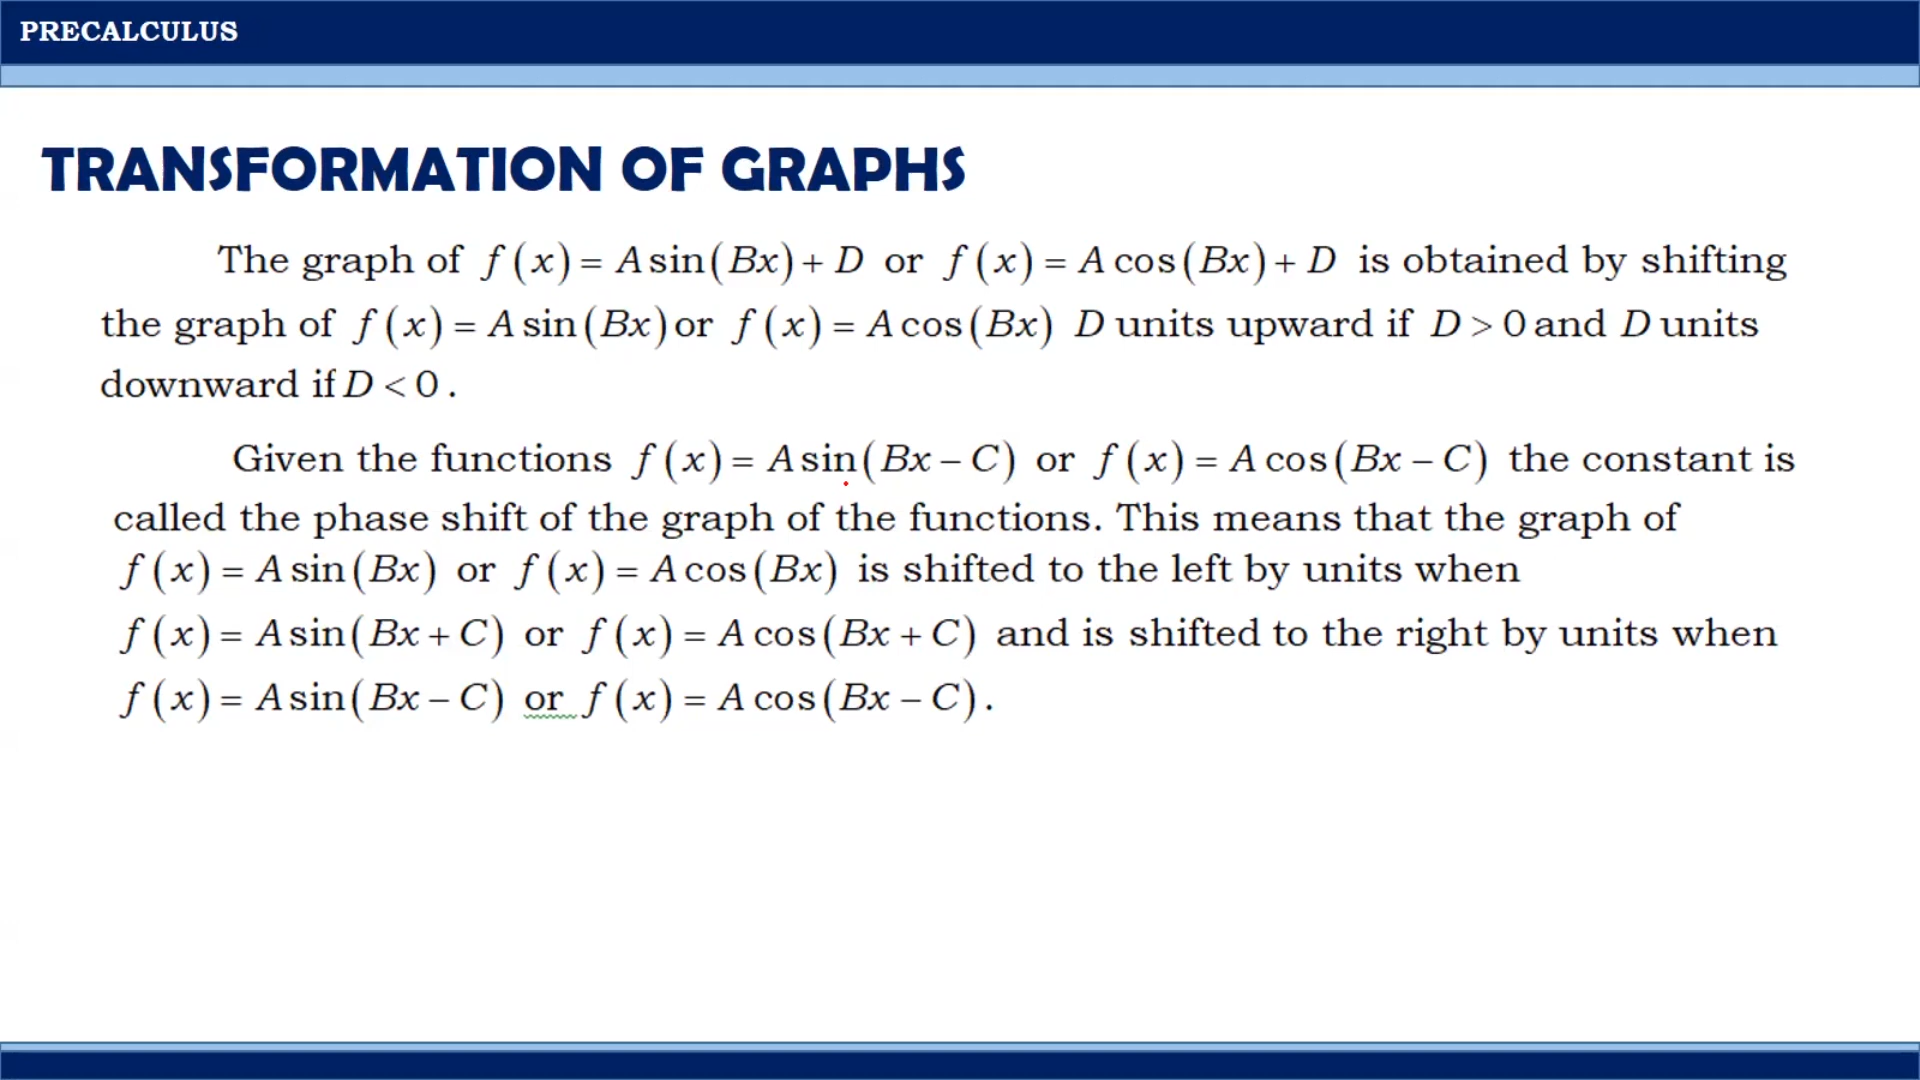 PRECALCULUS
TRANSFORMATION OF GRAPHS
The graph of f(x) = A sin(Bx) + D or f(x) = A cos(Bx) + D is obtained by shifting
the graph of f(x) = A sin(Bx) or f(x) = A cos(Bx) D units upward if D > 0 and D units
downward if D < 0.
Given the functions f(x) = A sin(Bx − C) or f(x) = A cos(Bx − C) the constant is
called the phase shift of the graph of the functions. This means that the graph of
f(x) = A sin(Bx) or f(x) = A cos(Bx) is shifted to the left by units when
f(x) = A sin(Bx + C) or f(x) = A cos(Bx + C) and is shifted to the right by units when
f(x) = A sin(Bx − C) or f(x) = A cos(Bx − C).